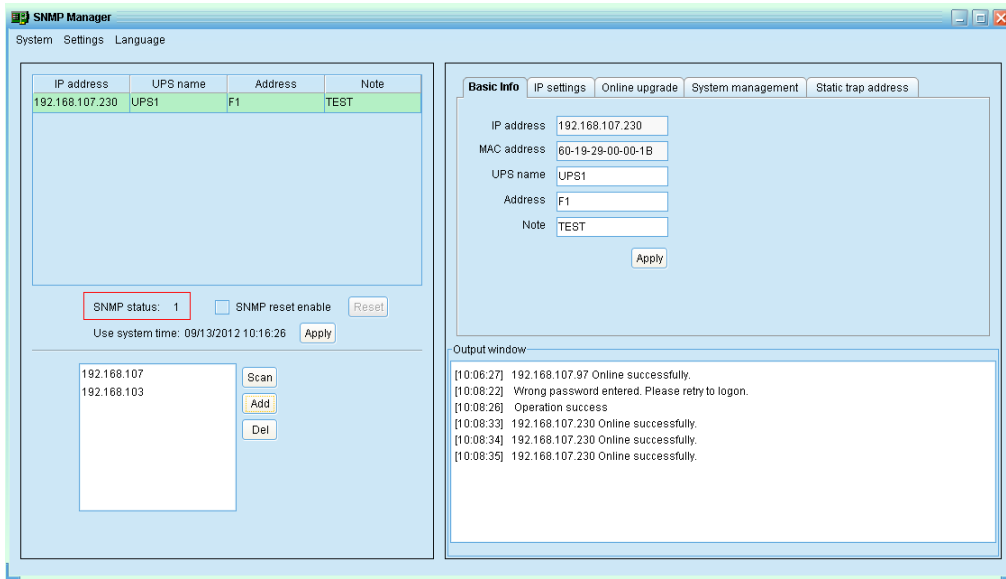 SNMP Manager
System Settings Language
IP address UPS name Address Note
192.168.107.230 UPS1 F1 TEST
SNMP status: 1 SNMP reset enable Reset
Use system time: 09/13/2012 10:16:26 Apply
192.168.107
192.168.103
Scan
Add
Del
Basic Info IP settings Online upgrade System management Static trap address
IP address 192.168.107.230
MAC address 60-19-29-00-00-1B
UPS name UPS1
Address F1
Note TEST
Apply
Output window
[10:06:27] 192.168.107.97 Online successfully.
[10:08:22] Wrong password entered. Please retry to logon.
[10:08:26] Operation success
[10:08:33] 192.168.107.230 Online successfully.
[10:08:34] 192.168.107.230 Online successfully.
[10:08:35] 192.168.107.230 Online successfully.